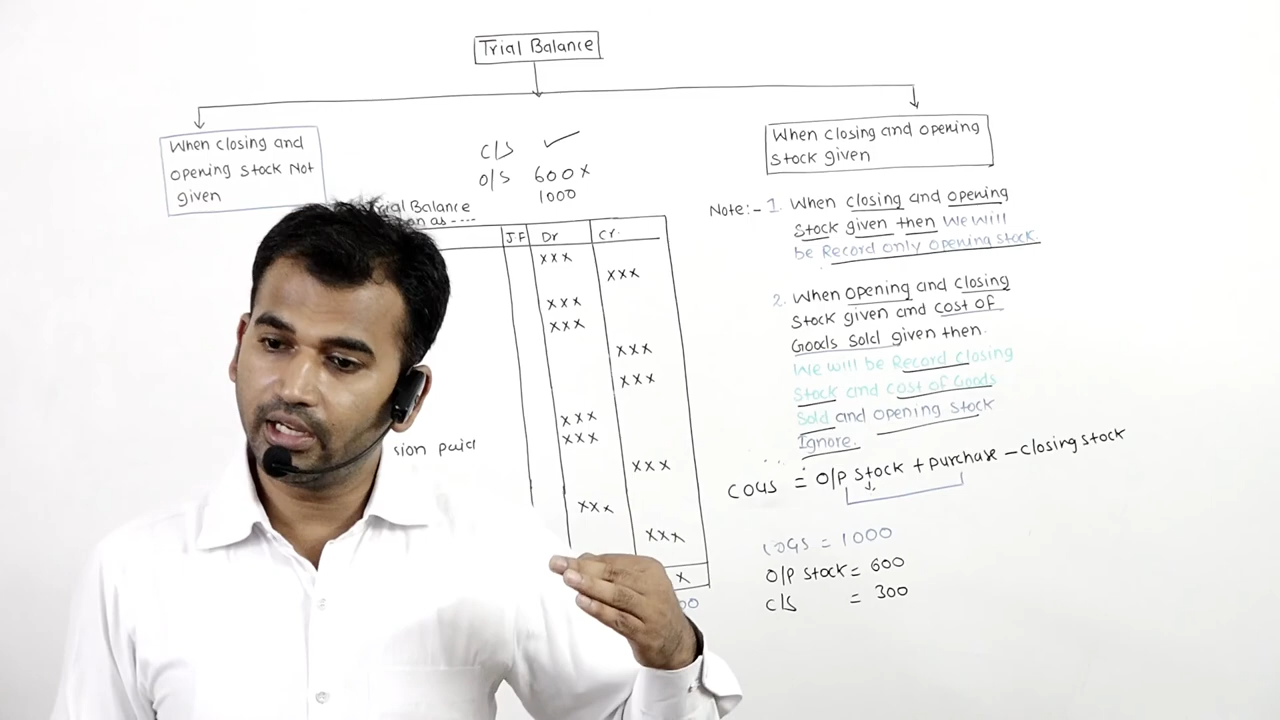 Trial Balance
When closing and
opening stock Not
given
C/S ✓
O/S 600 x
1000
When closing and opening
stock given
Trial Balance
as ----
J.F Dr Cr.
xxx
xxx
xxx
xxx
xxx
xxx
xxx
xxx
sion paid
xxx
xxx
xxx
x
00
Note:- 1. When closing and opening
stock given then We will
be Record only opening stock.
2. When opening and closing
stock given and cost of
Goods sold given then.
We will be Record closing
stock and cost of Goods
Sold and opening stock
Ignore.
COGS = O/P stock + purchase - closing stock
COGS = 1000
O/P stock = 600
C/S = 300